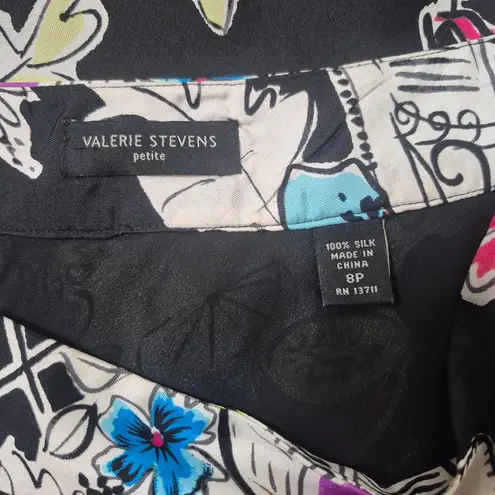 VALERIE STEVENS
petite
100% SILK
MADE IN
CHINA
8P
RN 13711